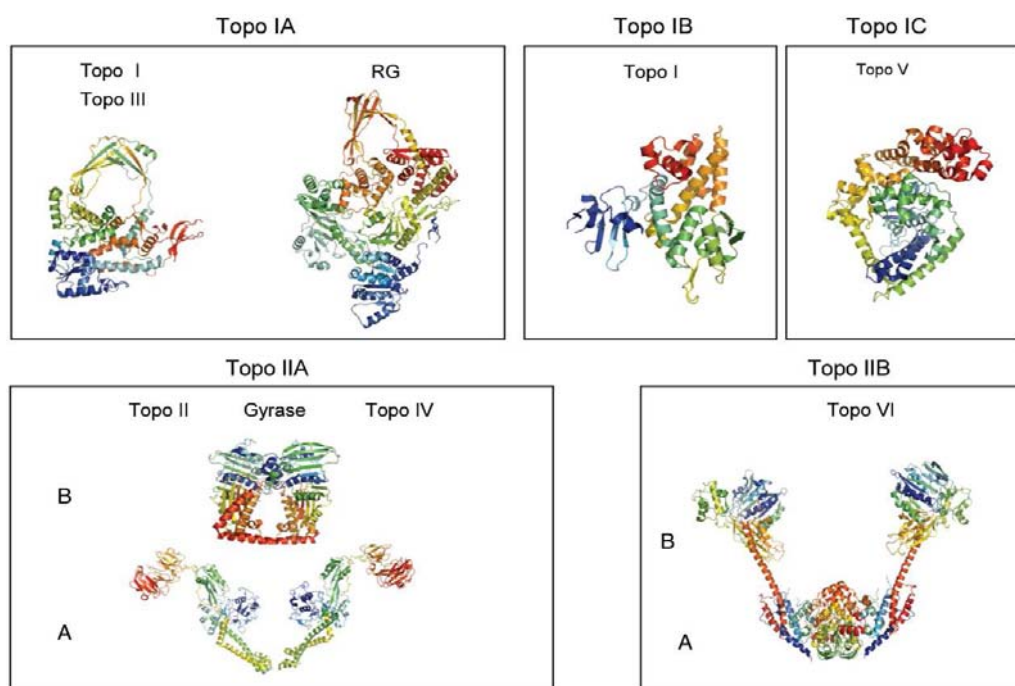 Topo IA
Topo IB
Topo IC
Topo I
RG
Topo I
Topo V
Topo III
Topo IIA
Topo IIB
Topo II
Gyrase
Topo IV
Topo VI
B
B
A
A